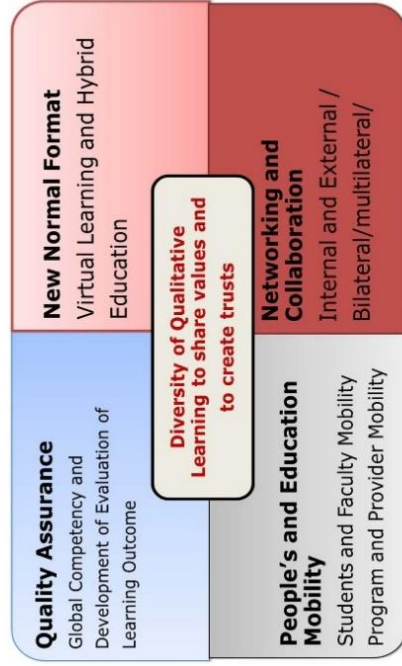 Quality Assurance
Global Competency and
Development of Evaluation of
Learning Outcome
New Normal Format
Virtual Learning and Hybrid
Education
Diversity of Qualitative
Learning to share values and
to create trusts
People's and Education
Mobility
Students and Faculty Mobility
Program and Provider Mobility
Networking and
Collaboration
Internal and External /
Bilateral/multilateral/